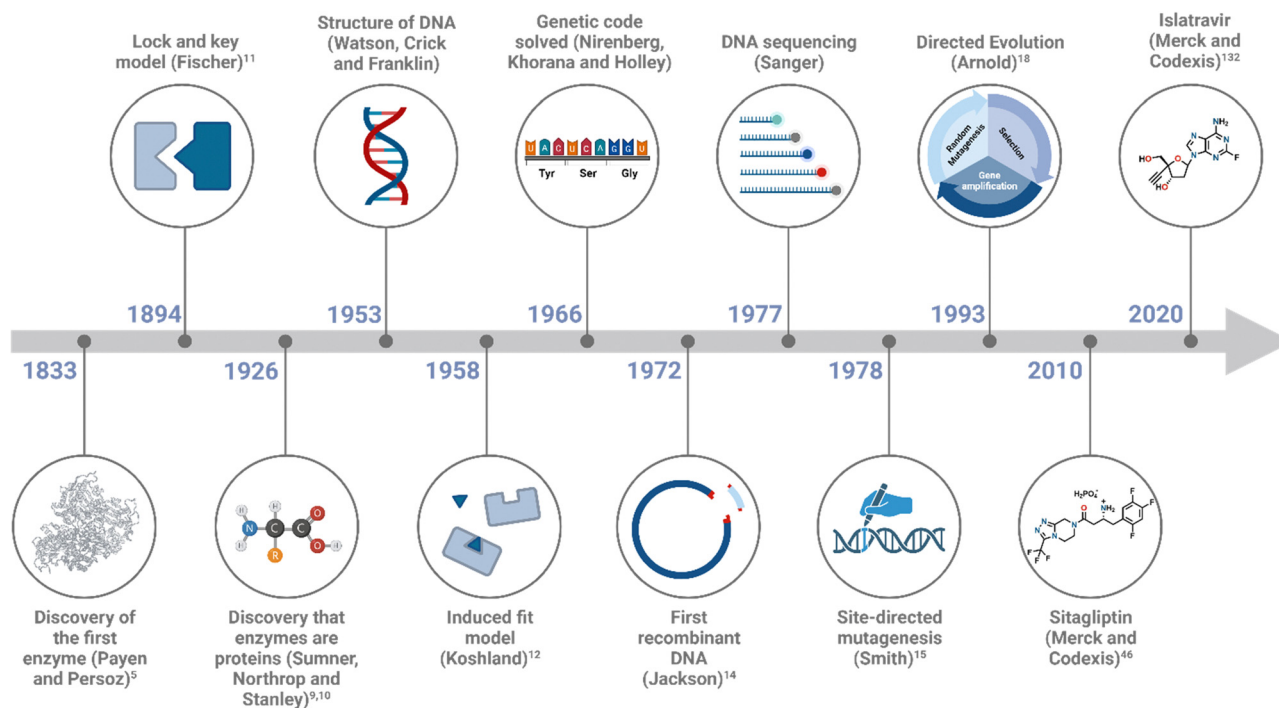 Lock and key
model (Fischer)¹¹
Structure of DNA
(Watson, Crick
and Franklin)
Genetic code
solved (Nirenberg,
Khorana and Holley)
DNA sequencing
(Sanger)
Directed Evolution
(Arnold)¹⁸
Islatravir
(Merck and
Codexis)¹³²
U A C U C A G G U
Tyr Ser Gly
Random
Mutagenesis
Selection
Gene
amplification
NH₂
N
N
N
N
F
HO
O
HO
1894
1953
1966
1977
1993
2020
1833
1926
1958
1972
1978
2010
H
H
N
H
C
R
C
O
O
H
H₂PO₄⁻
NH₂⁺
O
N
N
N
N
F
F
F
F
F
F
Discovery of
the first
enzyme (Payen
and Persoz)⁵
Discovery that
enzymes are
proteins (Sumner,
Northrop and
Stanley)⁹,¹⁰
Induced fit
model
(Koshland)¹²
First
recombinant
DNA
(Jackson)¹⁴
Site-directed
mutagenesis
(Smith)¹⁵
Sitagliptin
(Merck and
Codexis)⁴⁶